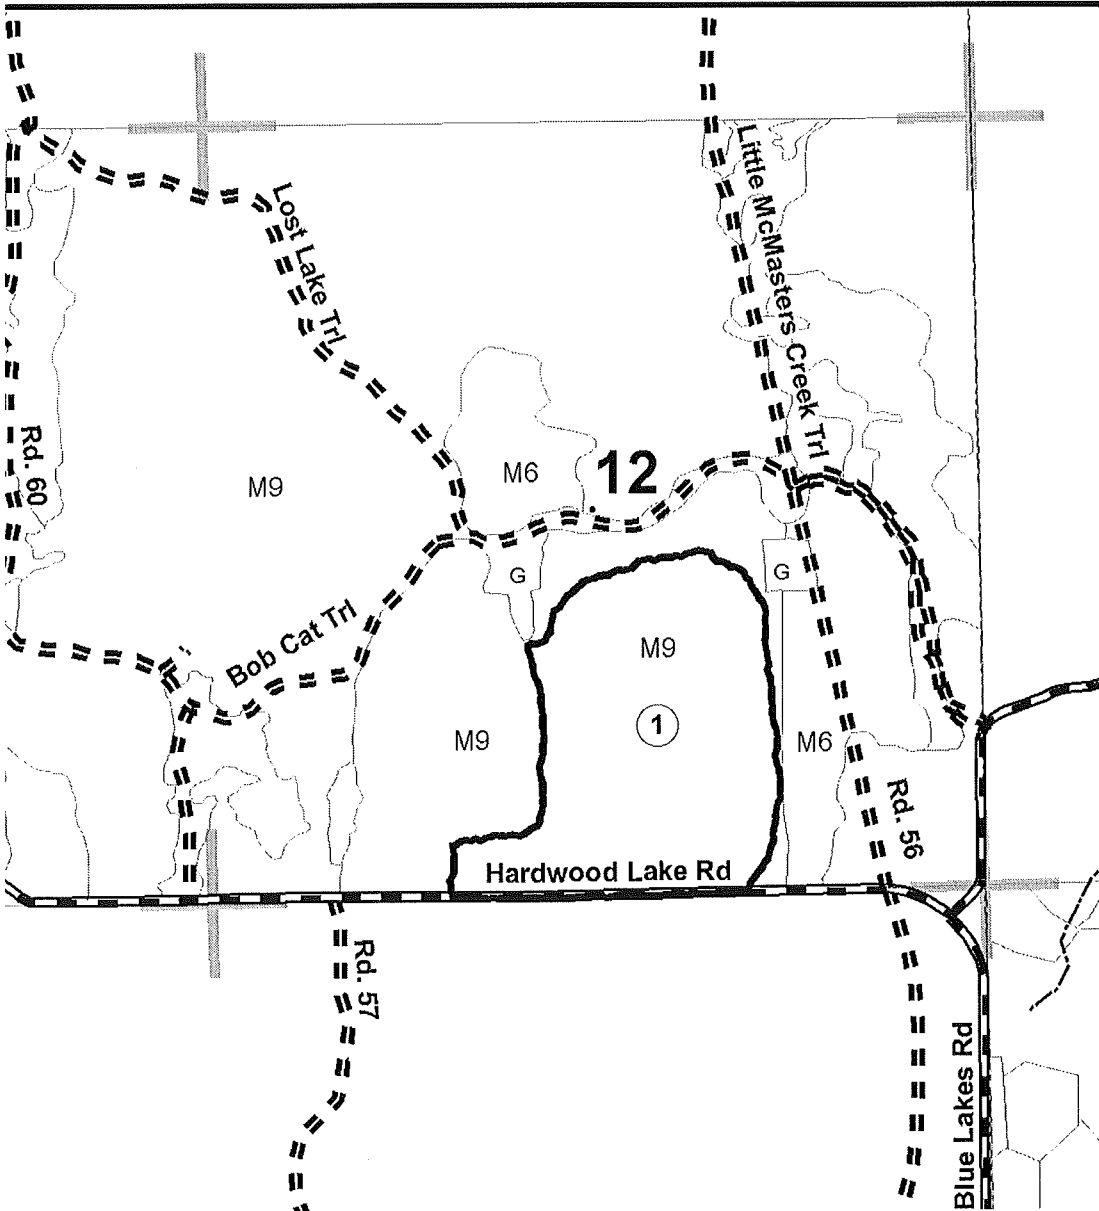 Little McMasters Creek Trl
Lost Lake Trl
Rd. 60
M9
M6
12
G
G
Bob Cat Trl
M9
M9
1
M6
Rd. 56
Hardwood Lake Rd
Rd. 57
Blue Lakes Rd